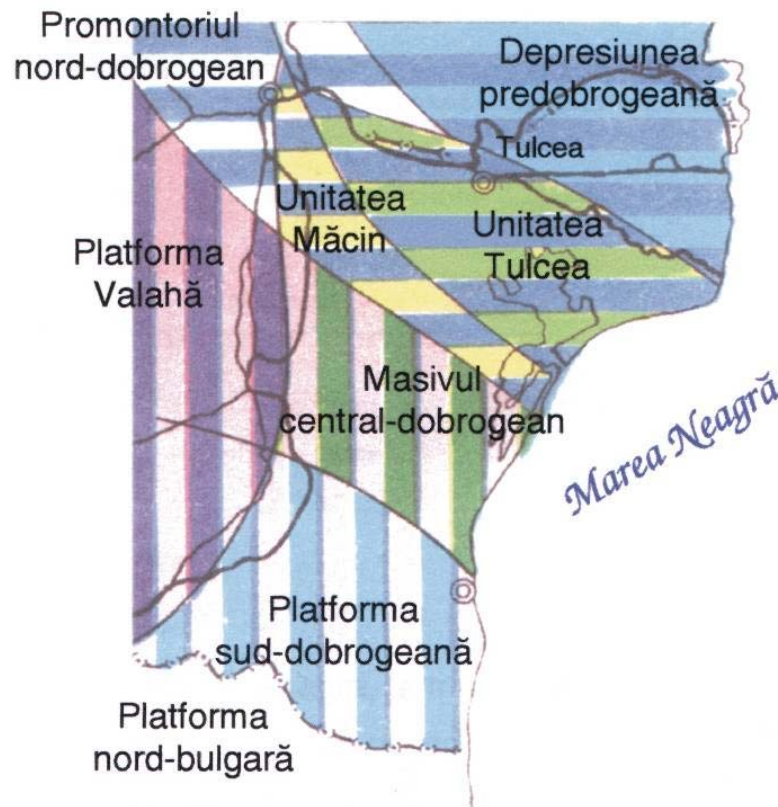 Promontoriul
nord-dobrogean
Depresiunea
predobrogeană
Tulcea
Unitatea
Măcin
Unitatea
Tulcea
Platforma
Valahă
Masivul
central-dobrogean
Marea Neagră
Platforma
sud-dobrogeană
Platforma
nord-bulgară